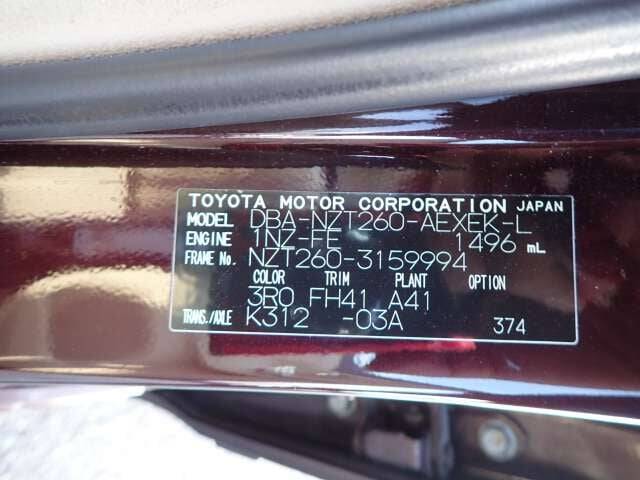 TOYOTA MOTOR CORPORATION JAPAN
MODEL DBA-NZT260-AEXEK-L
ENGINE 1NZ-FE 1496 mL
FRAME No. NZT260-3159994
COLOR TRIM PLANT OPTION
3R0 FH41 A41
TRANS./AXLE K312 -03A 374